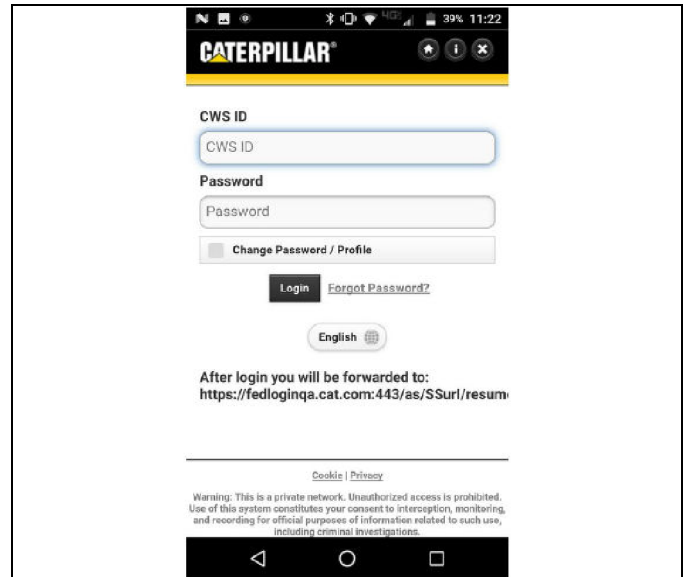 39% 11:22
CATERPILLAR®
CWS ID
CWS ID
Password
Password
Change Password / Profile
Login Forgot Password?
English
After login you will be forwarded to:
https://fedloginqa.cat.com:443/as/SSurl/resum
Cookie | Privacy
Warning: This is a private network. Unauthorized access is prohibited.
Use of this system constitutes your consent to interception, monitoring,
and recording for official purposes of information related to such use,
including criminal investigations.